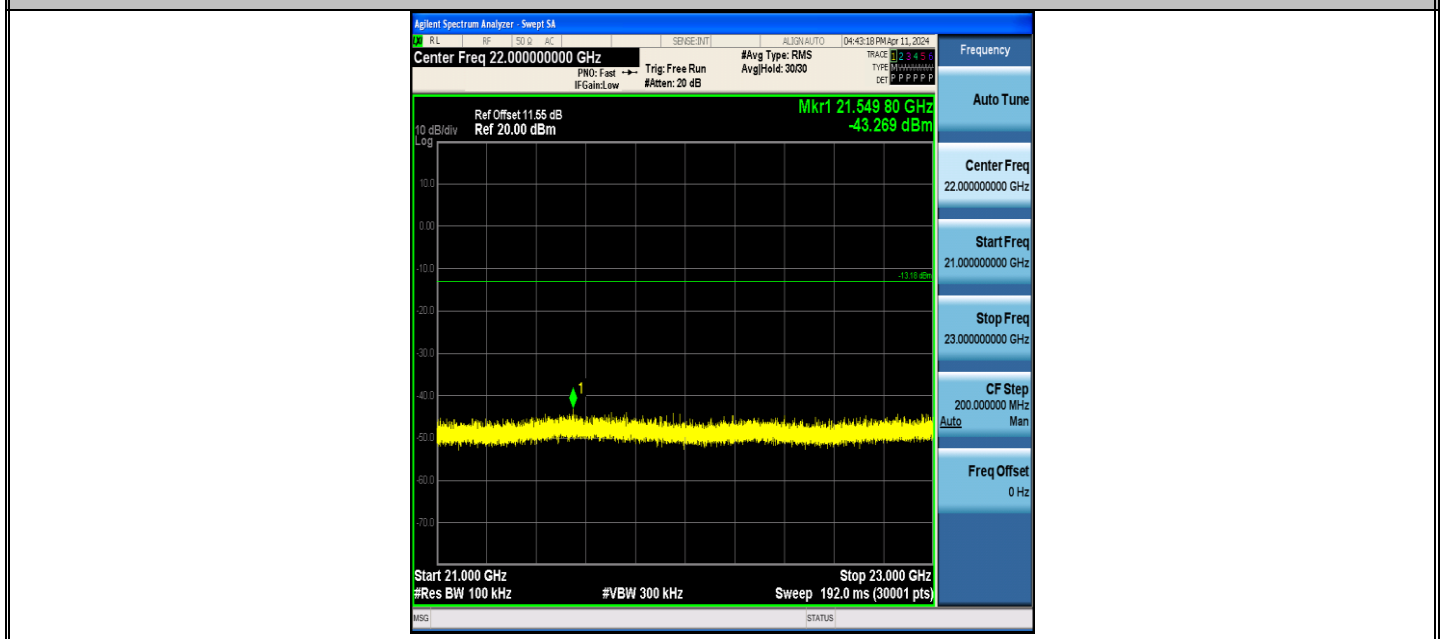 Agilent Spectrum Analyzer - Swept SA
RL RF 50 Ω AC SENSE:INT ALIGN AUTO 04:43:18 PM Apr 11, 2024
Center Freq 22.000000000 GHz
PNO: Fast
IFGain:Low
Trig: Free Run
#Atten: 20 dB
#Avg Type: RMS
Avg|Hold: 30/30
TRACE 1 2 3 4 5 6
TYPE M
DET P P P P P P
Mkr1 21.549 80 GHz
-43.269 dBm
Ref Offset 11.55 dB
10 dB/div Ref 20.00 dBm
Log
10.0
0.00
-10.0
-13.18 dBm
-20.0
-30.0
1
-40.0
-50.0
-60.0
-70.0
Start 21.000 GHz Stop 23.000 GHz
#Res BW 100 kHz #VBW 300 kHz Sweep 192.0 ms (30001 pts)
MSG STATUS
Frequency
Auto Tune
Center Freq
22.000000000 GHz
Start Freq
21.000000000 GHz
Stop Freq
23.000000000 GHz
CF Step
200.000000 MHz
Auto Man
Freq Offset
0 Hz